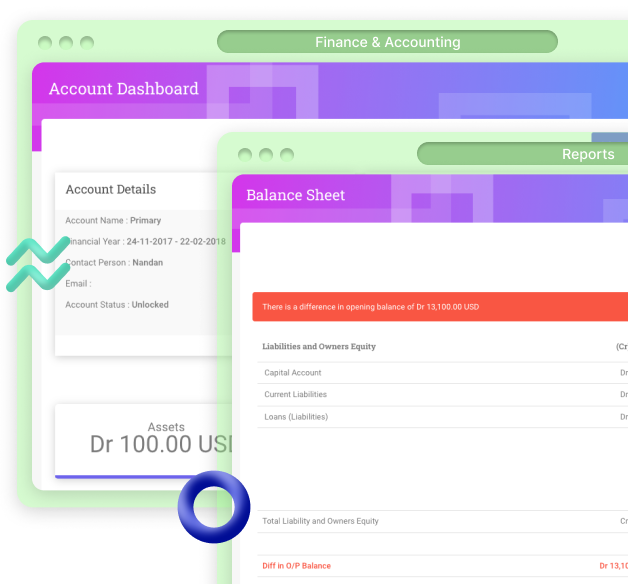 Finance & Accounting
Account Dashboard
Reports
Balance Sheet
Account Details
Account Name : Primary
Financial Year : 24-11-2017 - 22-02-2018
Contact Person : Nandan
Email :
Account Status : Unlocked
Assets
Dr 100.00 USD
There is a difference in opening balance of Dr 13,100.00 USD
Liabilities and Owners Equity (Cr
Capital Account Dr
Current Liabilities Dr
Loans (Liabilities) Dr
Total Liability and Owners Equity Cr
Diff in O/P Balance Dr 13,10